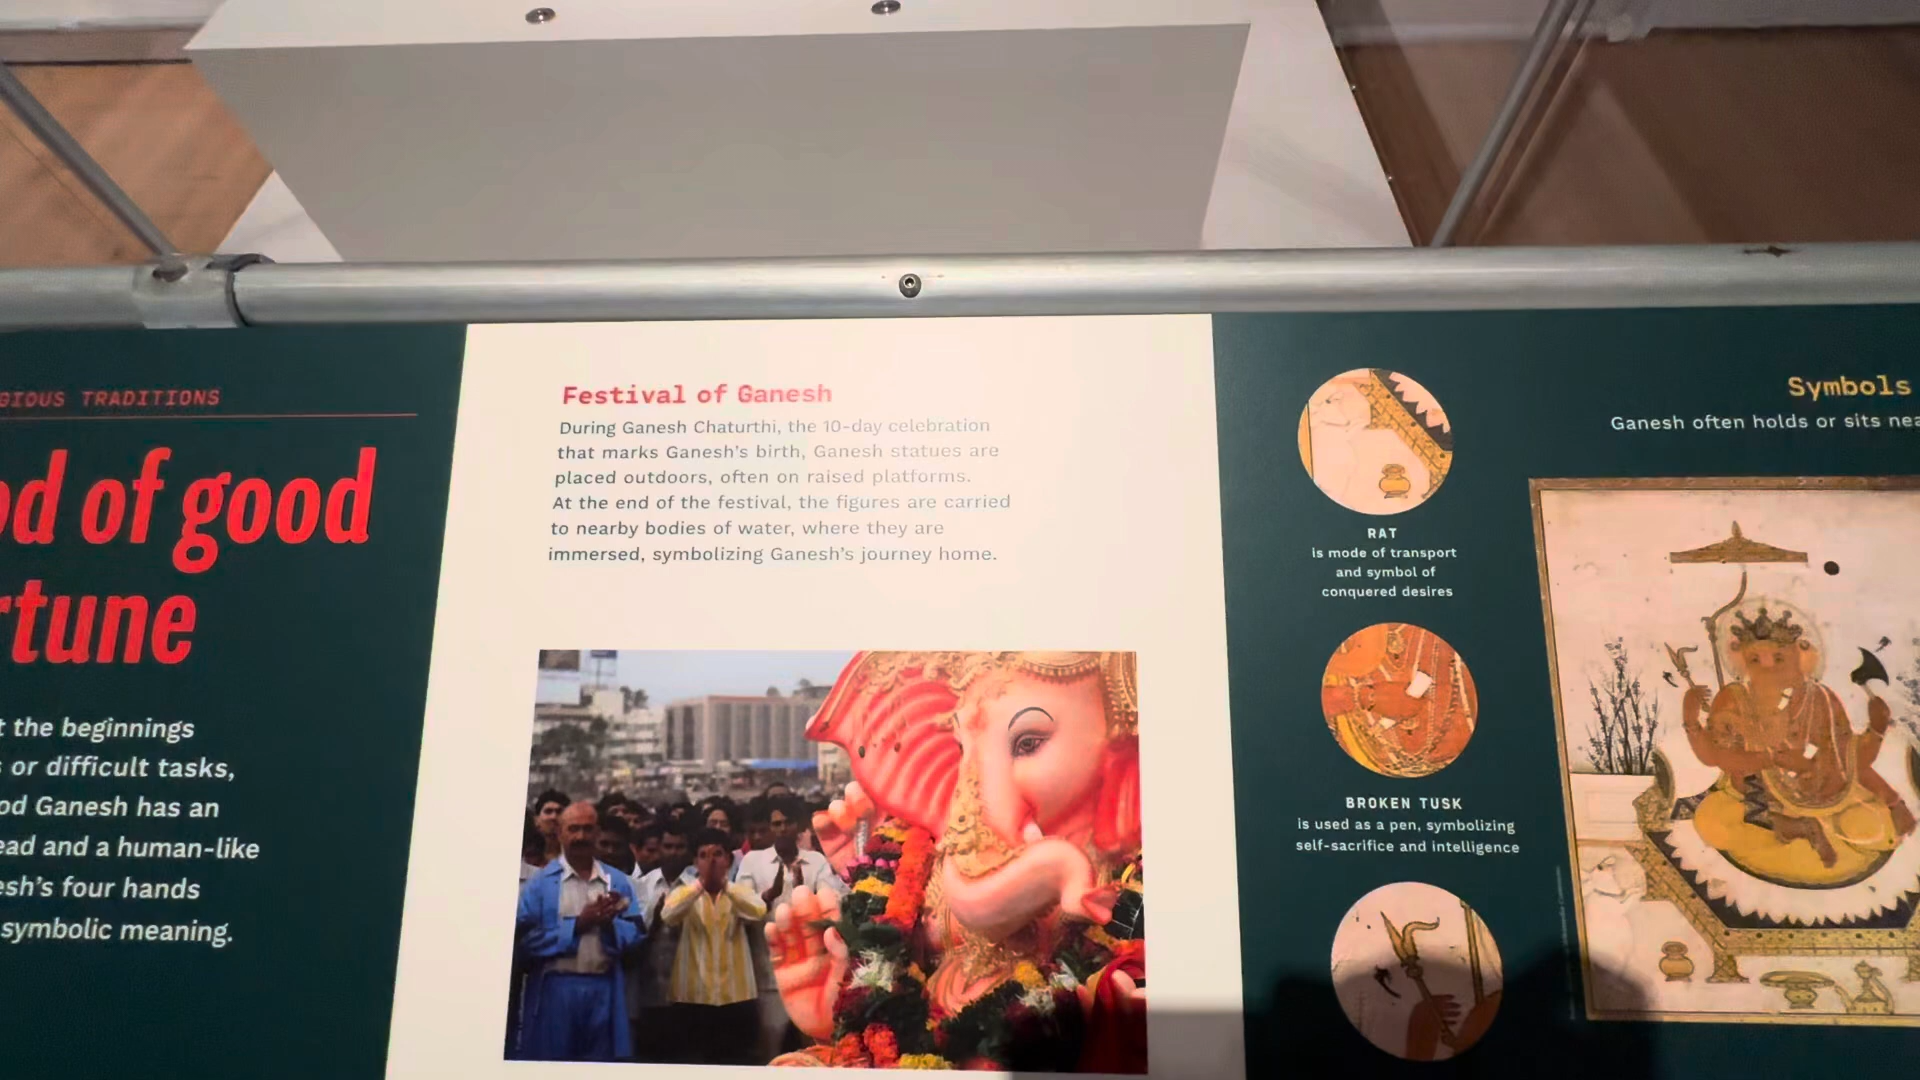 GIOUS TRADITIONS
od of good
rtune
t the beginnings
s or difficult tasks,
od Ganesh has an
ead and a human-like
esh's four hands
symbolic meaning.
Festival of Ganesh
During Ganesh Chaturthi, the 10-day celebration
that marks Ganesh's birth, Ganesh statues are
placed outdoors, often on raised platforms.
At the end of the festival, the figures are carried
to nearby bodies of water, where they are
immersed, symbolizing Ganesh's journey home.
RAT
is mode of transport
and symbol of
conquered desires
BROKEN TUSK
is used as a pen, symbolizing
self-sacrifice and intelligence
Symbols
Ganesh often holds or sits nea